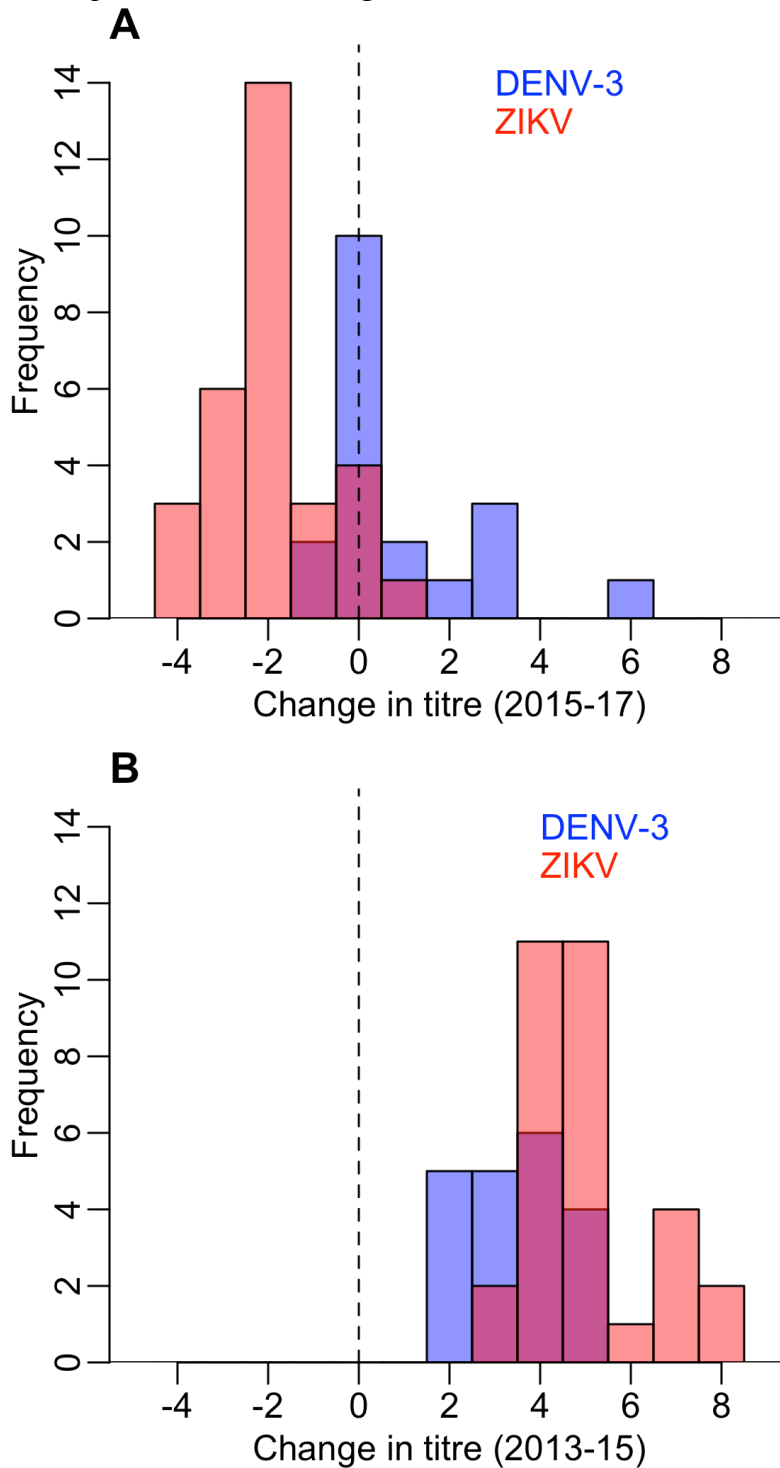 A
DENV-3
ZIKV
14
12
10
8
6
4
2
0
Frequency
-4 -2 0 2 4 6 8
Change in titre (2015-17)
B
DENV-3
ZIKV
14
12
10
8
6
4
2
0
Frequency
-4 -2 0 2 4 6 8
Change in titre (2013-15)